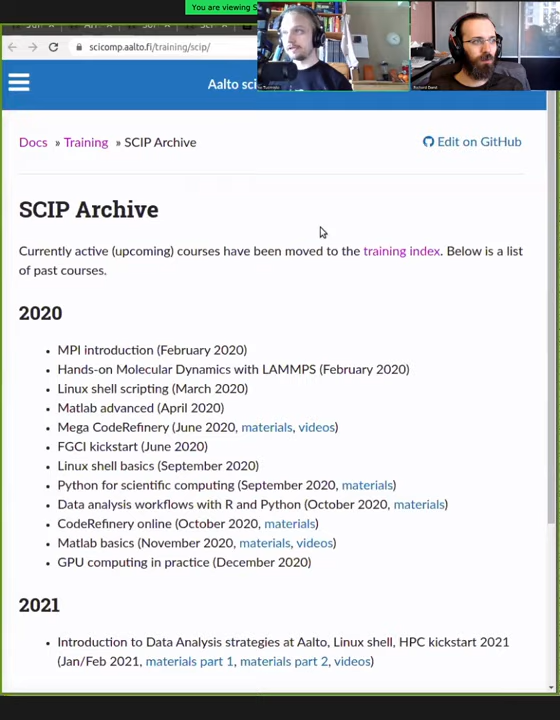 You are viewing S
A
scicomp.aalto.fi/training/scip/
Aalto sci
Docs » Training » SCIP Archive
Edit on GitHub
SCIP Archive
Currently active (upcoming) courses have been moved to the training index. Below is a list
of past courses.
2020
• MPI introduction (February 2020)
• Hands-on Molecular Dynamics with LAMMPS (February 2020)
• Linux shell scripting (March 2020)
• Matlab advanced (April 2020)
• Mega CodeRefinery (June 2020, materials, videos)
• FGCI kickstart (June 2020)
• Linux shell basics (September 2020)
• Python for scientific computing (September 2020, materials)
• Data analysis workflows with R and Python (October 2020, materials)
• CodeRefinery online (October 2020, materials)
• Matlab basics (November 2020, materials, videos)
• GPU computing in practice (December 2020)
2021
• Introduction to Data Analysis strategies at Aalto, Linux shell, HPC kickstart 2021
(Jan/Feb 2021, materials part 1, materials part 2, videos)